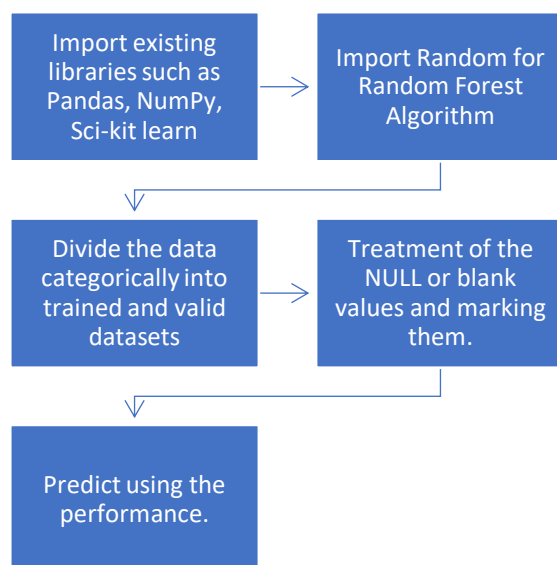 Import existing
libraries such as
Pandas, NumPy,
Sci-kit learn
Import Random for
Random Forest
Algorithm
Divide the data
categorically into
trained and valid
datasets
Treatment of the
NULL or blank
values and marking
them.
Predict using the
performance.